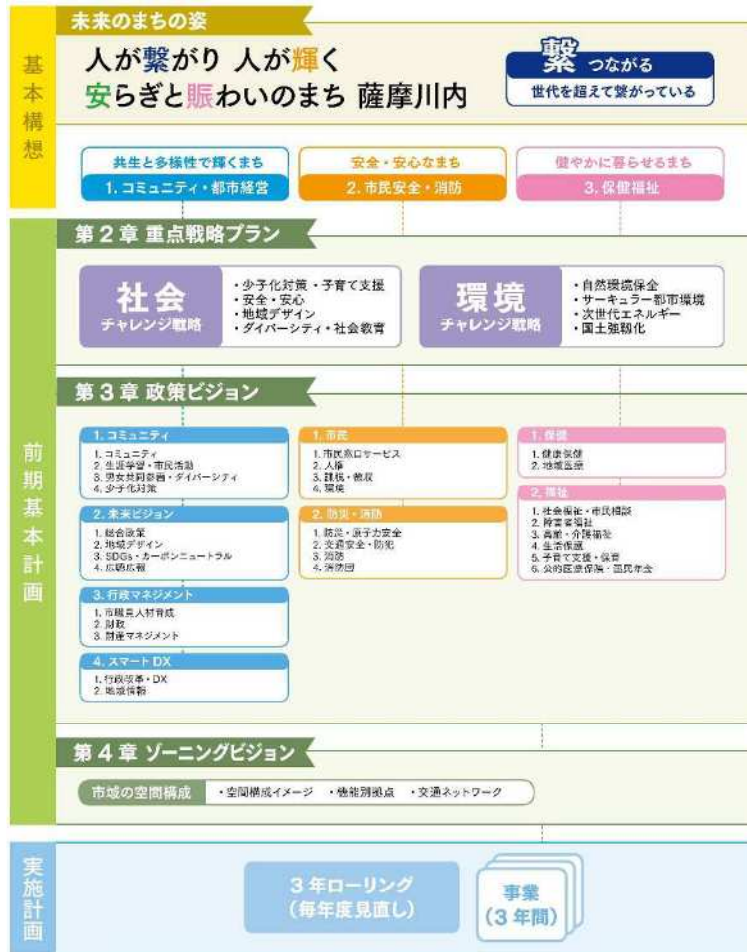 基本構想
未来のまちの姿
人が繋がり 人が輝く
安らぎと賑わいのまち 薩摩川内
繋 つながる
世代を超えて繋がっている
共生と多様性で輝くまち
1. コミュニティ・都市経営
安全・安心なまち
2. 市民安全・消防
健やかに暮らせるまち
3. 保健福祉
前期基本計画
第2章 重点戦略プラン
社会
チャレンジ戦略
・少子化対策・子育て支援
・安全・安心
・地域デザイン
・ダイバーシティ・社会教育
環境
チャレンジ戦略
・自然環境保全
・サーキュラー都市環境
・次世代エネルギー
・国土強靱化
第3章 政策ビジョン
1. コミュニティ
1. コミュニティ
2. 生涯学習・市民活動
3. 男女共同参画・ダイバーシティ
4. 少子化対策
2. 未来ビジョン
1. 総合政策
2. 地域デザイン
3. SDGs・カーボンニュートラル
4. 広聴広報
3. 行政マネジメント
1. 市職員人材育成
2. 財政
3. 財産マネジメント
4. スマートDX
1. 行政改革・DX
2. 地域情報
1. 市民
1. 市民窓口サービス
2. 人権
3. 課税・徴収
4. 環境
2. 防災・消防
1. 防災・原子力安全
2. 交通安全・防犯
3. 消防
4. 消防団
1. 保健
1. 健康保健
2. 地域医療
2. 福祉
1. 社会福祉・市民相談
2. 障害者福祉
3. 高齢・介護福祉
4. 生活保護
5. 子育て支援・保育
6. 公的医療保険・国民年金
第4章 ゾーニングビジョン
市域の空間構成
・空間構成イメージ ・機能別拠点 ・交通ネットワーク
実施計画
3年ローリング
(毎年度見直し)
事業
(3年間)